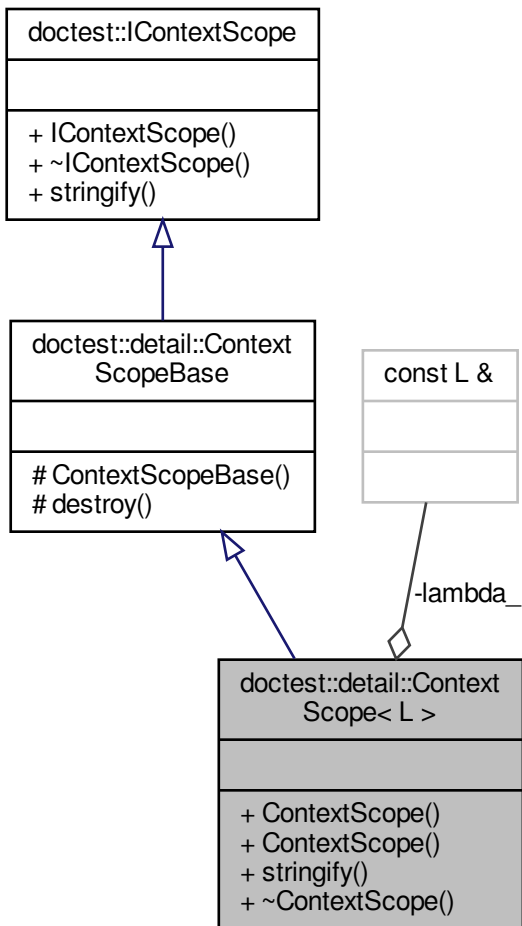 doctest::IContextScope
+ IContextScope()
+ ~IContextScope()
+ stringify()
doctest::detail::Context
ScopeBase
# ContextScopeBase()
# destroy()
const L &
-lambda_
doctest::detail::Context
Scope< L >
+ ContextScope()
+ ContextScope()
+ stringify()
+ ~ContextScope()